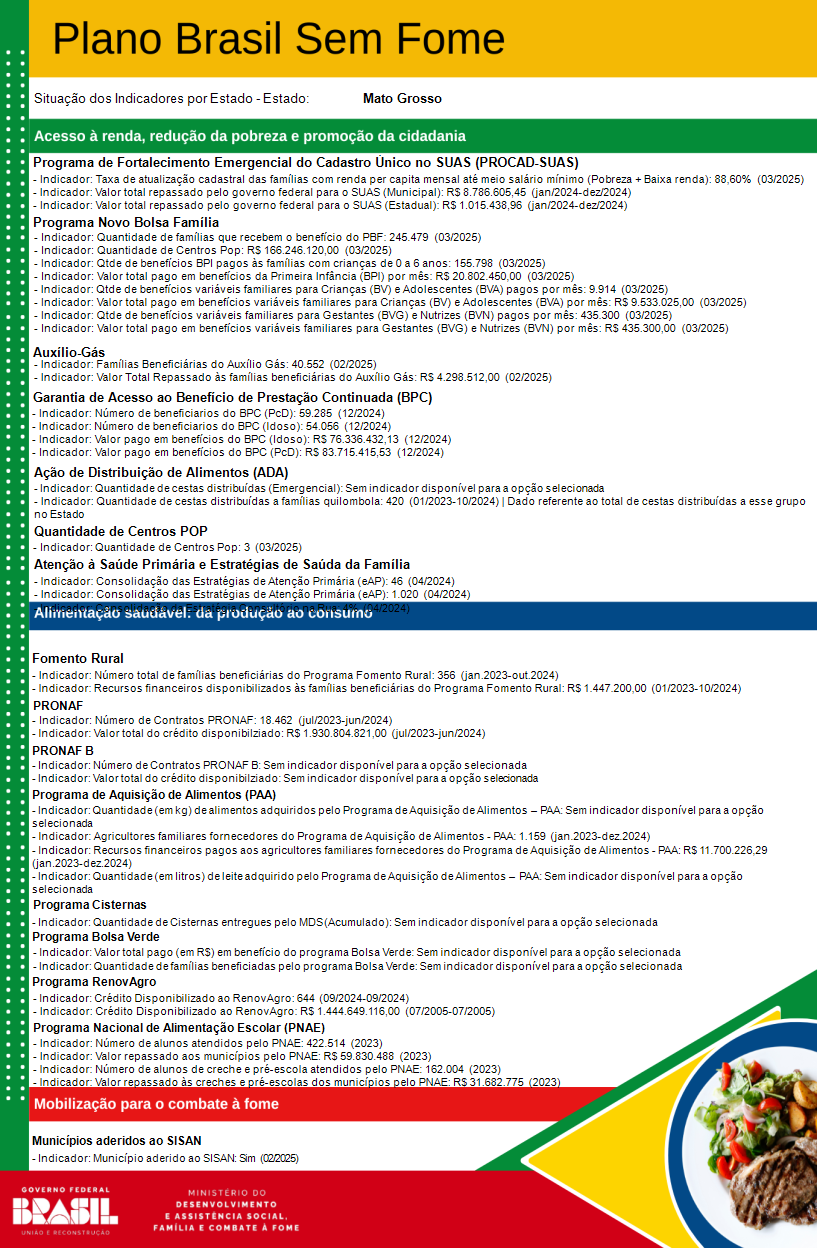 Plano Brasil Sem Fome
Situação dos Indicadores por Estado - Estado: Mato Grosso
Acesso à renda, redução da pobreza e promoção da cidadania
Programa de Fortalecimento Emergencial do Cadastro Único no SUAS (PROCAD-SUAS)
- Indicador: Taxa de atualização cadastral das famílias com renda per capita mensal até meio salário mínimo (Pobreza + Baixa renda): 88,60% (03/2025)
- Indicador: Valor total repassado pelo governo federal para o SUAS (Municipal): R$ 8.786.605,45 (jan/2024-dez/2024)
- Indicador: Valor total repassado pelo governo federal para o SUAS (Estadual): R$ 1.015.438,96 (jan/2024-dez/2024)
Programa Novo Bolsa Família
- Indicador: Quantidade de famílias que recebem o benefício do PBF: 245.479 (03/2025)
- Indicador: Quantidade de Centros Pop: R$ 166.246.120,00 (03/2025)
- Indicador: Qtde de benefícios BPI pagos às famílias com crianças de 0 a 6 anos: 155.798 (03/2025)
- Indicador: Valor total pago em benefícios da Primeira Infância (BPI) por mês: R$ 20.802.450,00 (03/2025)
- Indicador: Qtde de benefícios variáveis familiares para Crianças (BV) e Adolescentes (BVA) pagos por mês: 9.914 (03/2025)
- Indicador: Valor total pago em benefícios variáveis familiares para Crianças (BV) e Adolescentes (BVA) por mês: R$ 9.533.025,00 (03/2025)
- Indicador: Qtde de benefícios variáveis familiares para Gestantes (BVG) e Nutrizes (BVN) pagos por mês: 435.300 (03/2025)
- Indicador: Valor total pago em benefícios variáveis familiares para Gestantes (BVG) e Nutrizes (BVN) por mês: R$ 435.300,00 (03/2025)
Auxílio-Gás
- Indicador: Famílias Beneficiárias do Auxílio Gás: 40.552 (02/2025)
- Indicador: Valor Total Repassado às famílias beneficiárias do Auxílio Gás: R$ 4.298.512,00 (02/2025)
Garantia de Acesso ao Benefício de Prestação Continuada (BPC)
- Indicador: Número de beneficiarios do BPC (PcD): 59.285 (12/2024)
- Indicador: Número de beneficiarios do BPC (Idoso): 54.056 (12/2024)
- Indicador: Valor pago em benefícios do BPC (Idoso): R$ 76.336.432,13 (12/2024)
- Indicador: Valor pago em benefícios do BPC (PcD): R$ 83.715.415,53 (12/2024)
Ação de Distribuição de Alimentos (ADA)
- Indicador: Quantidade de cestas distribuídas (Emergencial): Sem indicador disponível para a opção selecionada
- Indicador: Quantidade de cestas distribuídas a famílias quilombola: 420 (01/2023-10/2024) | Dado referente ao total de cestas distribuídas a esse grupo
no Estado
Quantidade de Centros POP
- Indicador: Quantidade de Centros Pop: 3 (03/2025)
Atenção à Saúde Primária e Estratégias de Saúda da Família
- Indicador: Consolidação das Estratégias de Atenção Primária (eAP): 46 (04/2024)
- Indicador: Consolidação das Estratégias de Atenção Primária (eAP): 1.020 (04/2024)
- Indicador: Consolidação da Estratégia Consultório na Rua: 4% (04/2024)
Alimentação saudável: da produção ao consumo
Fomento Rural
- Indicador: Número total de famílias beneficiárias do Programa Fomento Rural: 356 (jan.2023-out.2024)
- Indicador: Recursos financeiros disponibilizados às famílias beneficiárias do Programa Fomento Rural: R$ 1.447.200,00 (01/2023-10/2024)
PRONAF
- Indicador: Número de Contratos PRONAF: 18.462 (jul/2023-jun/2024)
- Indicador: Valor total do crédito disponibilziado: R$ 1.930.804.821,00 (jul/2023-jun/2024)
PRONAF B
- Indicador: Número de Contratos PRONAF B: Sem indicador disponível para a opção selecionada
- Indicador: Valor total do crédito disponibilziado: Sem indicador disponível para a opção selecionada
Programa de Aquisição de Alimentos (PAA)
- Indicador: Quantidade (em kg) de alimentos adquiridos pelo Programa de Aquisição de Alimentos – PAA: Sem indicador disponível para a opção
selecionada
- Indicador: Agricultores familiares fornecedores do Programa de Aquisição de Alimentos - PAA: 1.159 (jan.2023-dez.2024)
- Indicador: Recursos financeiros pagos aos agricultores familiares fornecedores do Programa de Aquisição de Alimentos - PAA: R$ 11.700.226,29
(jan.2023-dez.2024)
- Indicador: Quantidade (em litros) de leite adquirido pelo Programa de Aquisição de Alimentos – PAA: Sem indicador disponível para a opção
selecionada
Programa Cisternas
- Indicador: Quantidade de Cisternas entregues pelo MDS(Acumulado): Sem indicador disponível para a opção selecionada
Programa Bolsa Verde
- Indicador: Valor total pago (em R$) em benefício do programa Bolsa Verde: Sem indicador disponível para a opção selecionada
- Indicador: Quantidade de famílias beneficiadas pelo programa Bolsa Verde: Sem indicador disponível para a opção selecionada
Programa RenovAgro
- Indicador: Crédito Disponibilizado ao RenovAgro: 644 (09/2024-09/2024)
- Indicador: Crédito Disponibilizado ao RenovAgro: R$ 1.444.649.116,00 (07/2005-07/2005)
Programa Nacional de Alimentação Escolar (PNAE)
- Indicador: Número de alunos atendidos pelo PNAE: 422.514 (2023)
- Indicador: Valor repassado aos municípios pelo PNAE: R$ 59.830.488 (2023)
- Indicador: Número de alunos de creche e pré-escola atendidos pelo PNAE: 162.004 (2023)
- Indicador: Valor repassado às creches e pré-escolas dos municípios pelo PNAE: R$ 31.682.775 (2023)
Mobilização para o combate à fome
Municípios aderidos ao SISAN
- Indicador: Município aderido ao SISAN: Sim (02/2025)
GOVERNO FEDERAL
BRASIL
UNIÃO E RECONSTRUÇÃO
MINISTÉRIO DO
DESENVOLVIMENTO
E ASSISTÊNCIA SOCIAL,
FAMÍLIA E COMBATE À FOME